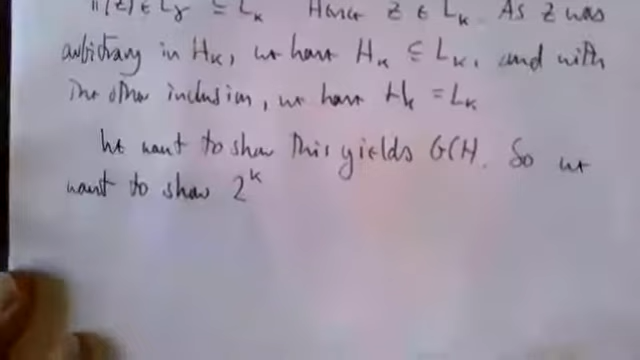 π(z) ∈ L_γ ⊆ L_κ Hence z ∈ L_κ. As z was
arbitrary in H_κ, we have H_κ ⊆ L_κ, and with
the other inclusion, we have H_κ = L_κ
We want to show this yields GCH. So we
want to show 2^κ